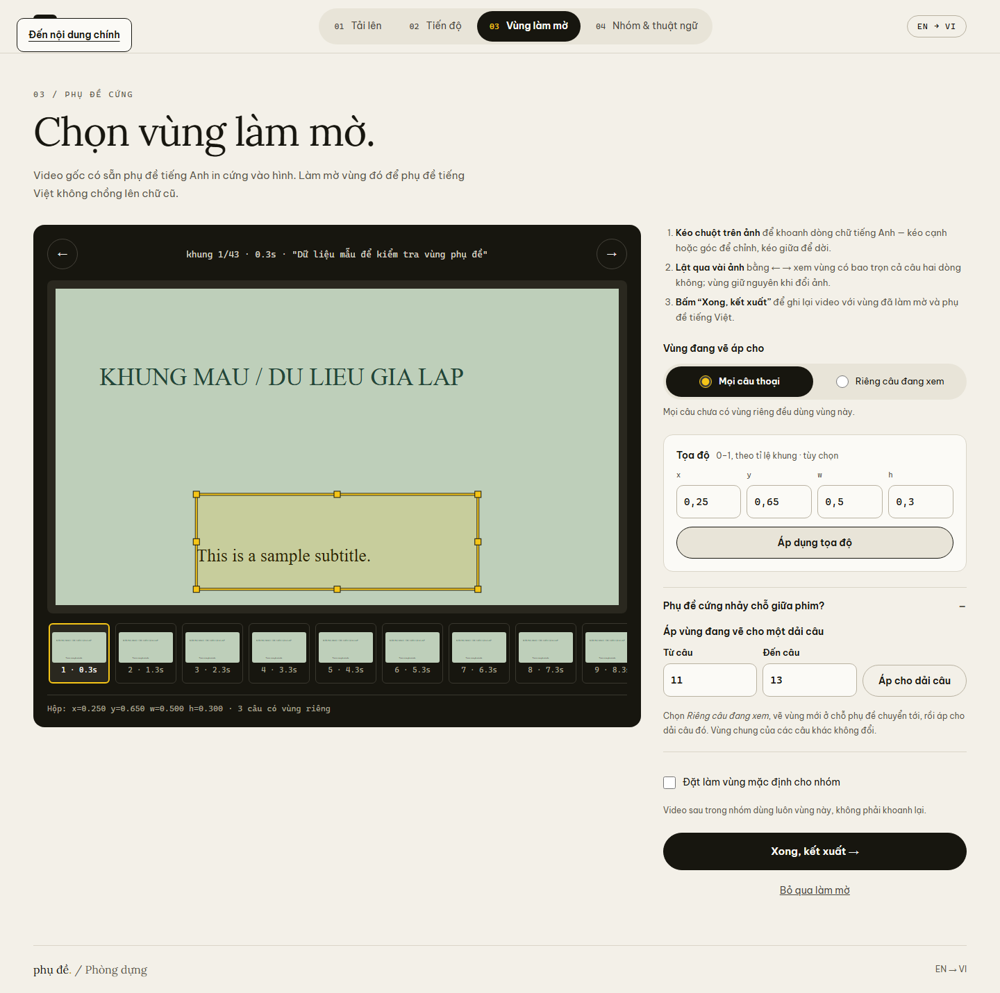 Đến nội dung chính
01 Tải lên
02 Tiến độ
03 Vùng làm mờ
04 Nhóm & thuật ngữ
EN → VI
03 / PHỤ ĐỀ CỨNG
Chọn vùng làm mờ.
Video gốc có sẵn phụ đề tiếng Anh in cứng vào hình. Làm mờ vùng đó để phụ đề tiếng
Việt không chồng lên chữ cũ.
←
khung 1/43 · 0.3s · "Dữ liệu mẫu để kiểm tra vùng phụ đề"
→
KHUNG MAU / DU LIEU GIA LAP
This is a sample subtitle.
1 · 0.3s
2 · 1.3s
3 · 2.3s
4 · 3.3s
5 · 4.3s
6 · 5.3s
7 · 6.3s
8 · 7.3s
9 · 8.3s
Hộp: x=0.250 y=0.650 w=0.500 h=0.300 · 3 câu có vùng riêng
1. Kéo chuột trên ảnh để khoanh dòng chữ tiếng Anh — kéo cạnh
hoặc góc để chỉnh, kéo giữa để dời.
2. Lật qua vài ảnh bằng ← → xem vùng có bao trọn cả câu hai dòng
không; vùng giữ nguyên khi đổi ảnh.
3. Bấm “Xong, kết xuất” để ghi lại video với vùng đã làm mờ và phụ
đề tiếng Việt.
Vùng đang vẽ áp cho
Mọi câu thoại
Riêng câu đang xem
Mọi câu chưa có vùng riêng đều dùng vùng này.
Tọa độ 0–1, theo tỉ lệ khung · tùy chọn
x y w h
0,25 0,65 0,5 0,3
Áp dụng tọa độ
Phụ đề cứng nhảy chỗ giữa phim? –
Áp vùng đang vẽ cho một dải câu
Từ câu Đến câu
11 13 Áp cho dải câu
Chọn Riêng câu đang xem, vẽ vùng mới ở chỗ phụ đề chuyển tới, rồi áp cho
dải câu đó. Vùng chung của các câu khác không đổi.
Đặt làm vùng mặc định cho nhóm
Video sau trong nhóm dùng luôn vùng này, không phải khoanh lại.
Xong, kết xuất →
Bỏ qua làm mờ
phụ đề. / Phòng dựng
EN → VI